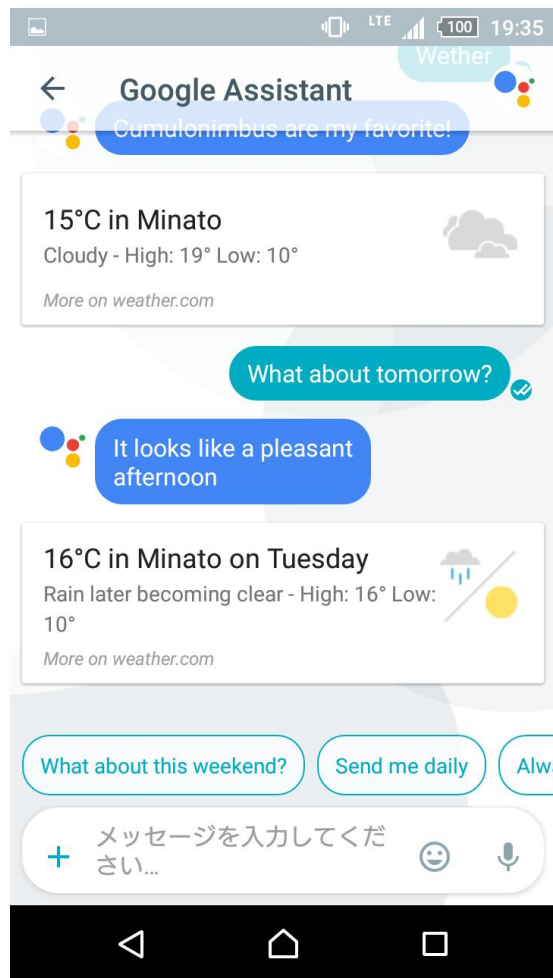 LTE 100 19:35
Wether
Google Assistant
Cumulonimbus are my favorite!
15°C in Minato
Cloudy - High: 19° Low: 10°
More on weather.com
What about tomorrow?
It looks like a pleasant
afternoon
16°C in Minato on Tuesday
Rain later becoming clear - High: 16° Low:
10°
More on weather.com
What about this weekend? Send me daily Alw
メッセージを入力してくだ
さい...